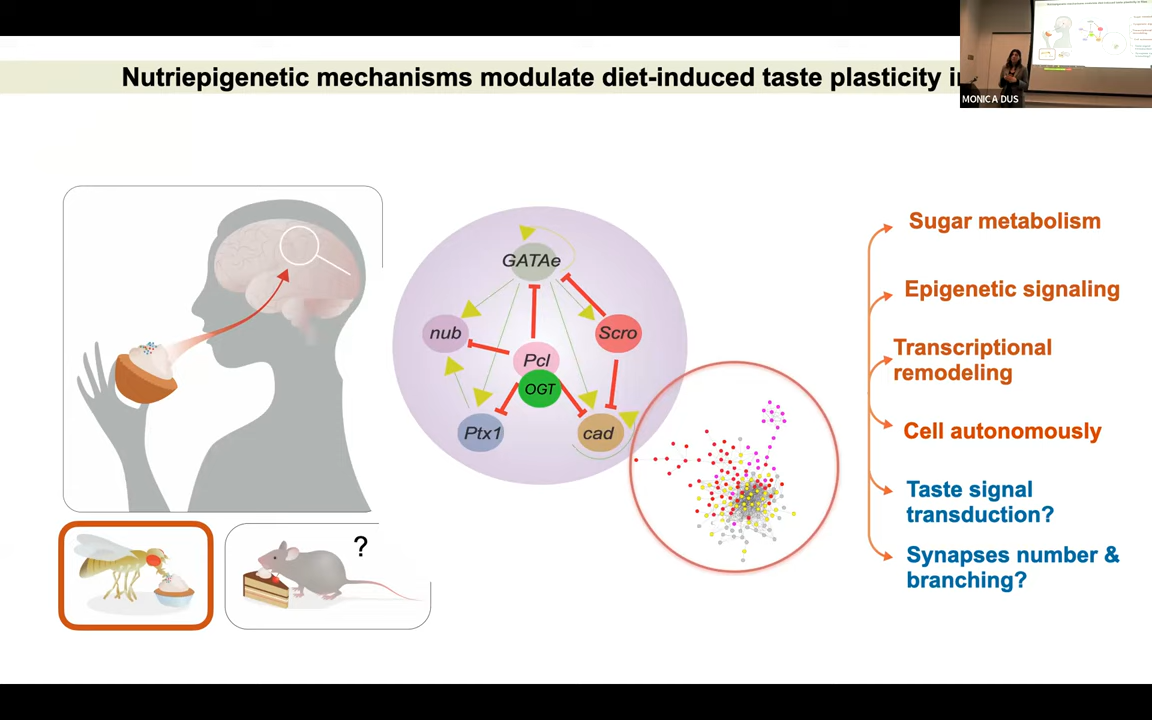 Nutriepigenetic mechanisms modulate diet-induced taste plasticity
MONICA DUS
GATAe
nub
Scro
Pcl
OGT
Ptx1
cad
?
Sugar metabolism
Epigenetic signaling
Transcriptional
remodeling
Cell autonomously
Taste signal
transduction?
Synapses number &
branching?